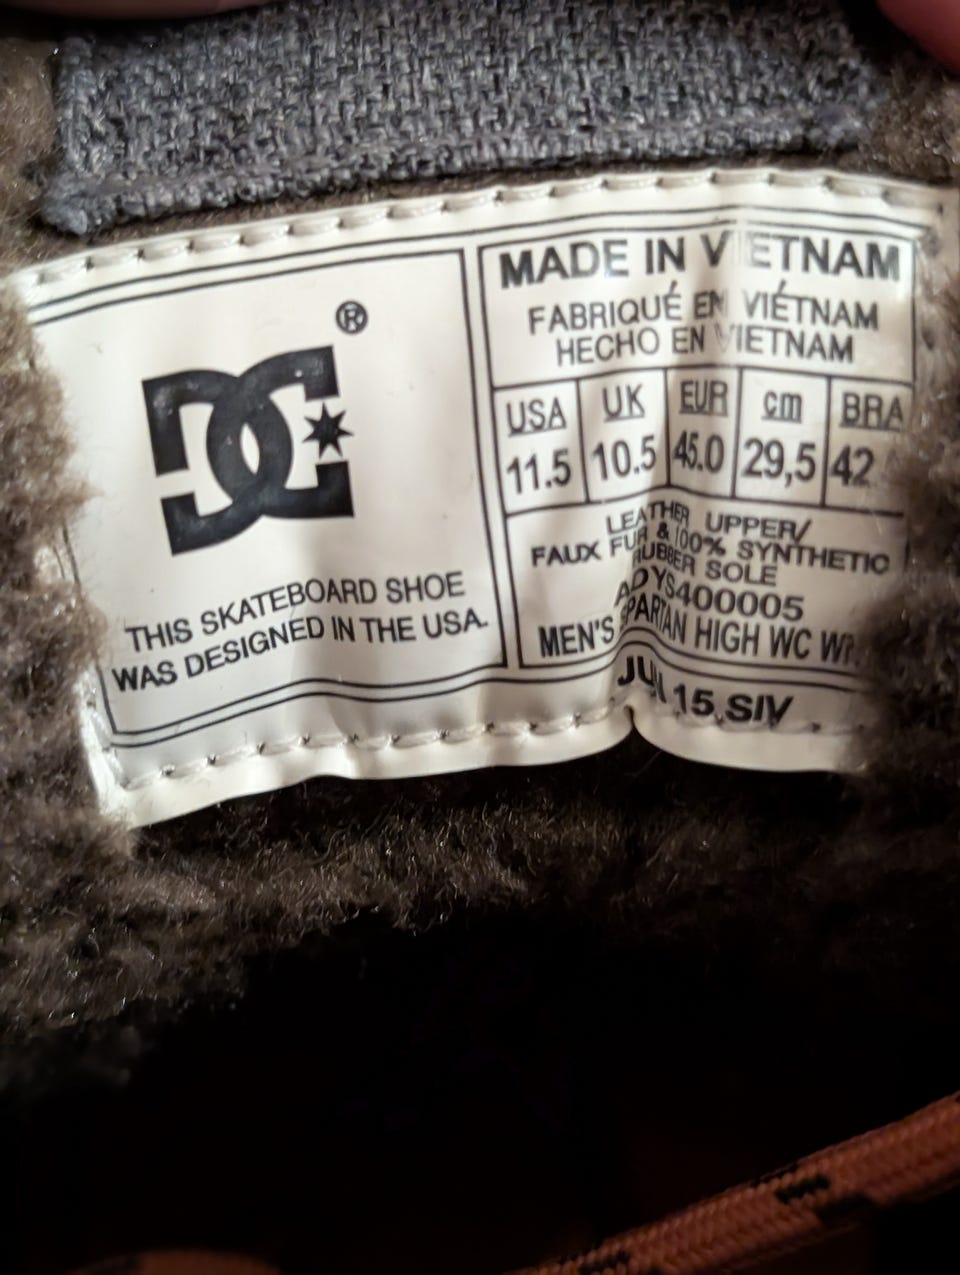 ®
DC
THIS SKATEBOARD SHOE
WAS DESIGNED IN THE USA.
MADE IN VIETNAM
FABRIQUÉ EN VIÉTNAM
HECHO EN VIETNAM
USA UK EUR cm BRA
11.5 10.5 45.0 29,5 42
LEATHER UPPER/
FAUX FUR & 100% SYNTHETIC
RUBBER SOLE
ADYS400005
MEN'S SPARTAN HIGH WC
JUN 15 SIV